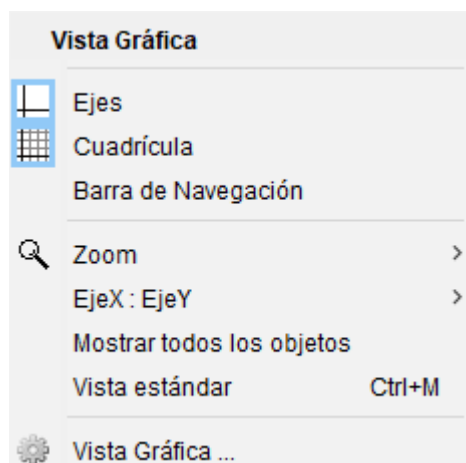 Vista Gráfica
Ejes
Cuadrícula
Barra de Navegación
Zoom
EjeX : EjeY
Mostrar todos los objetos
Vista estándar Ctrl+M
Vista Gráfica ...